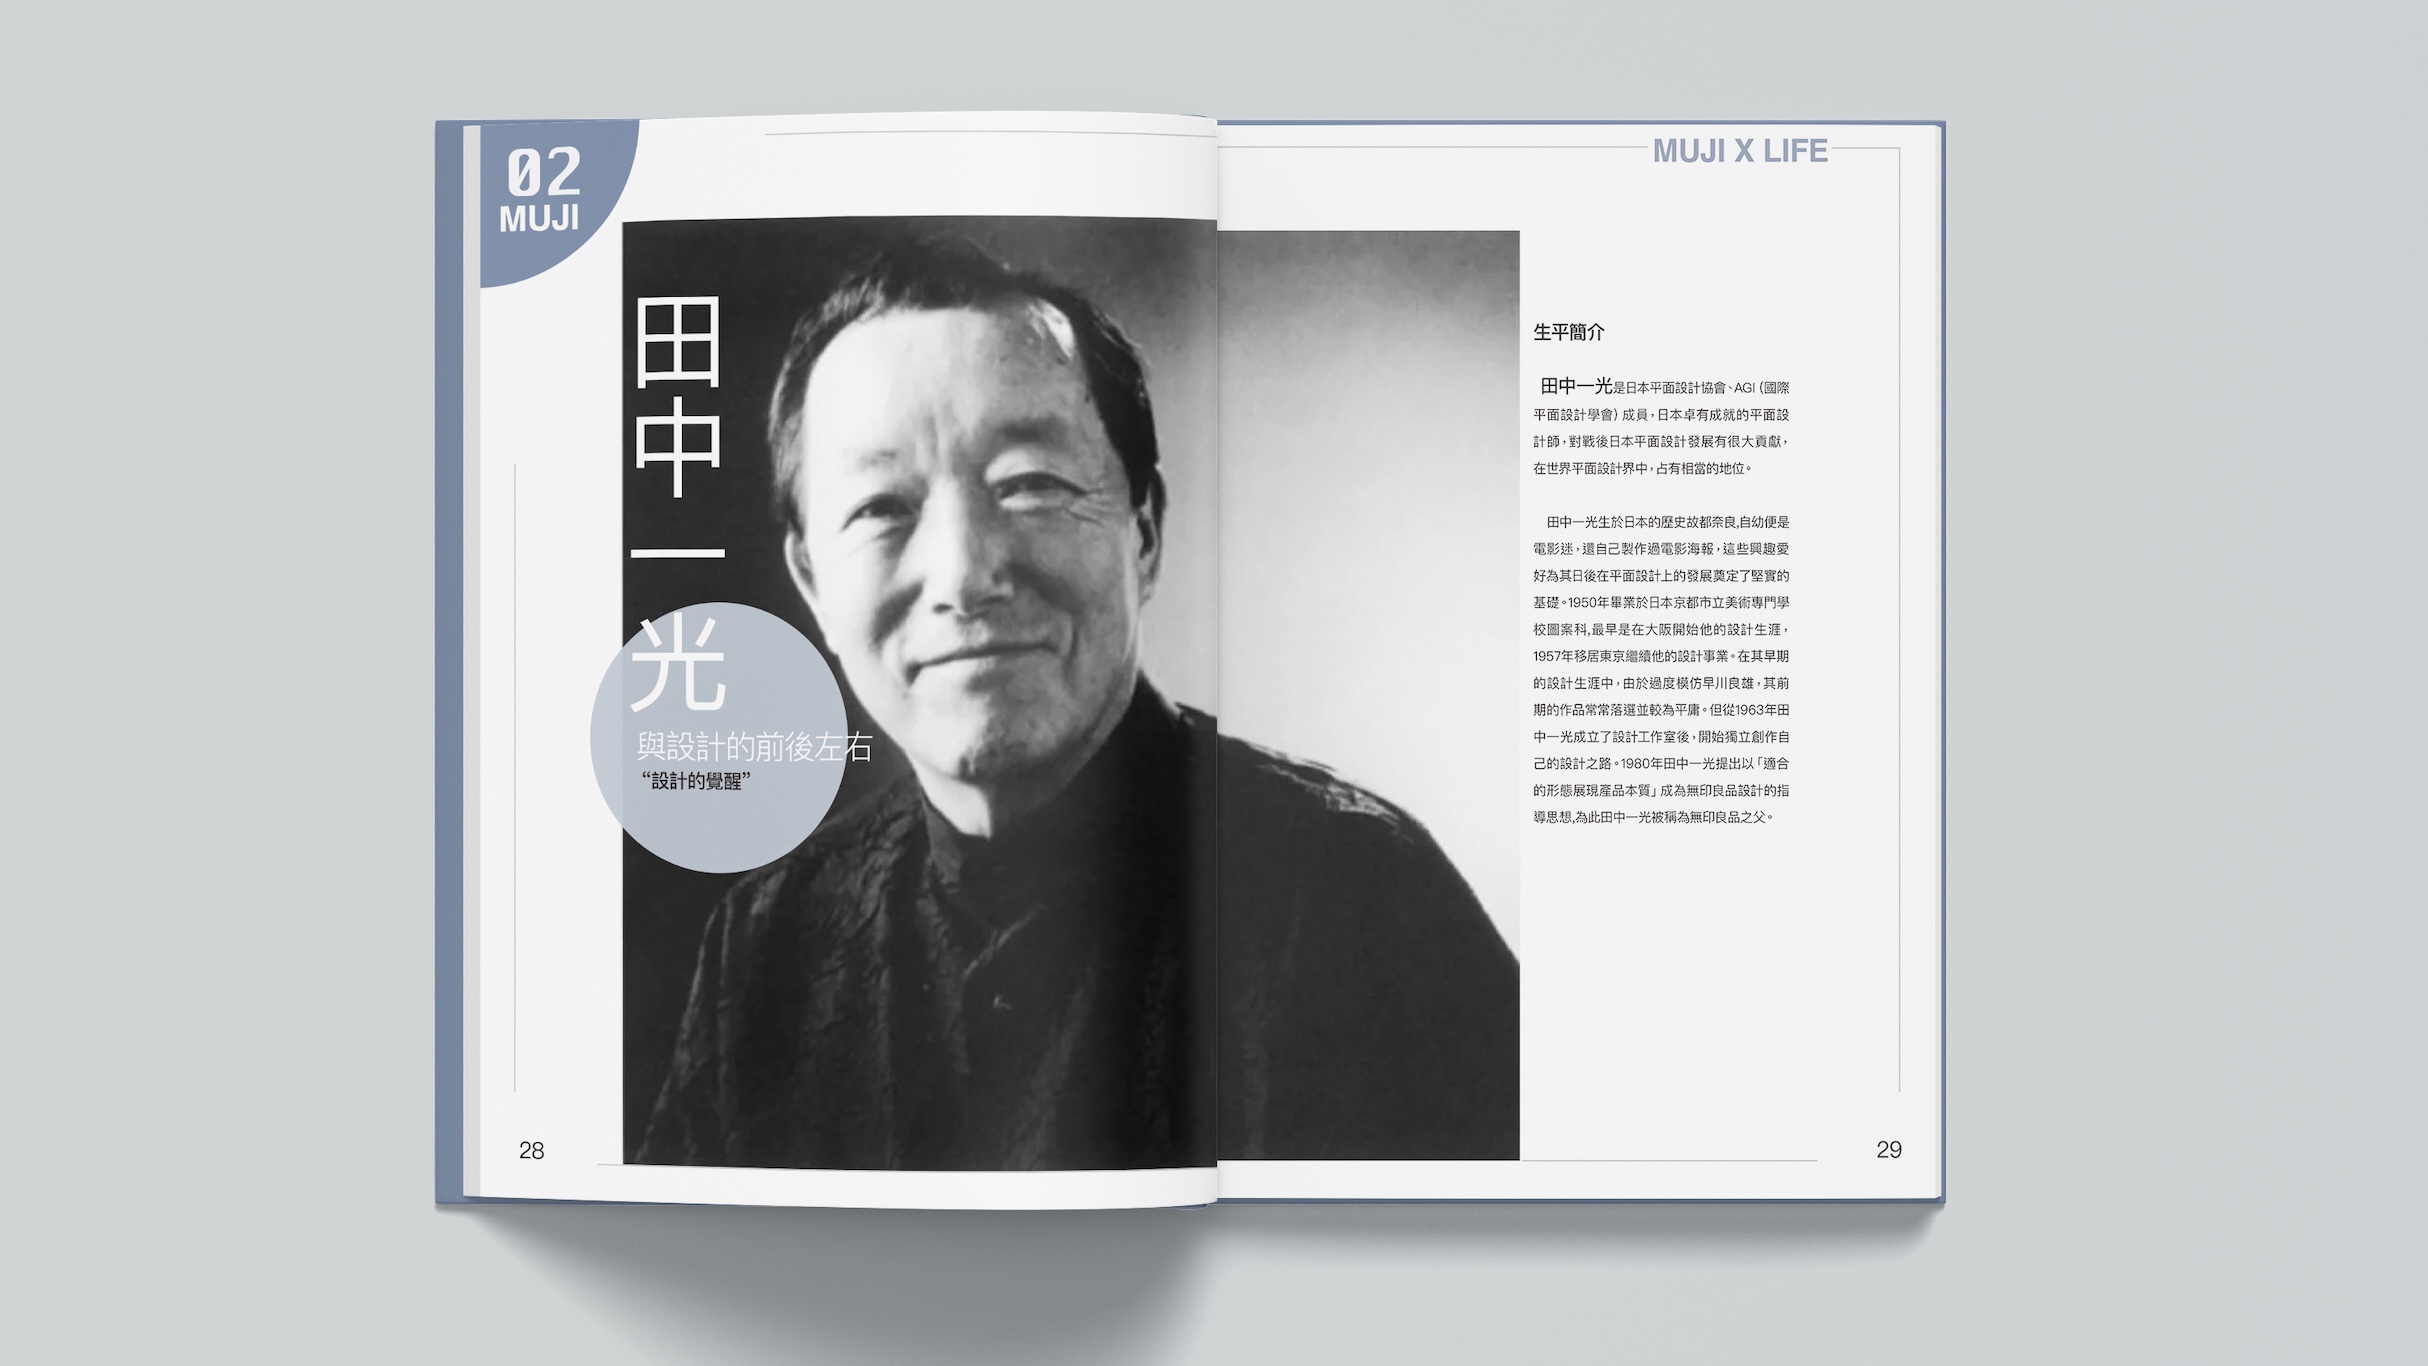 02
MUJI
田中一光
與設計的前後左右
“設計的覺醒”
28
MUJI X LIFE
生平簡介
田中一光是日本平面設計協會、AGI（國際
平面設計學會）成員，日本卓有成就的平面設
計師，對戰後日本平面設計發展有很大貢獻，
在世界平面設計界中，占有相當的地位。
田中一光生於日本的歷史故都奈良,自幼便是
電影迷，還自己製作過電影海報，這些興趣愛
好為其日後在平面設計上的發展奠定了堅實的
基礎。1950年畢業於日本京都市立美術專門學
校圖案科,最早是在大阪開始他的設計生涯，
1957年移居東京繼續他的設計事業。在其早期
的設計生涯中，由於過度模仿早川良雄，其前
期的作品常常落選並較為平庸。但從1963年田
中一光成立了設計工作室後，開始獨立創作自
己的設計之路。1980年田中一光提出以「適合
的形態展現產品本質」成為無印良品設計的指
導思想,為此田中一光被稱為無印良品之父。
29